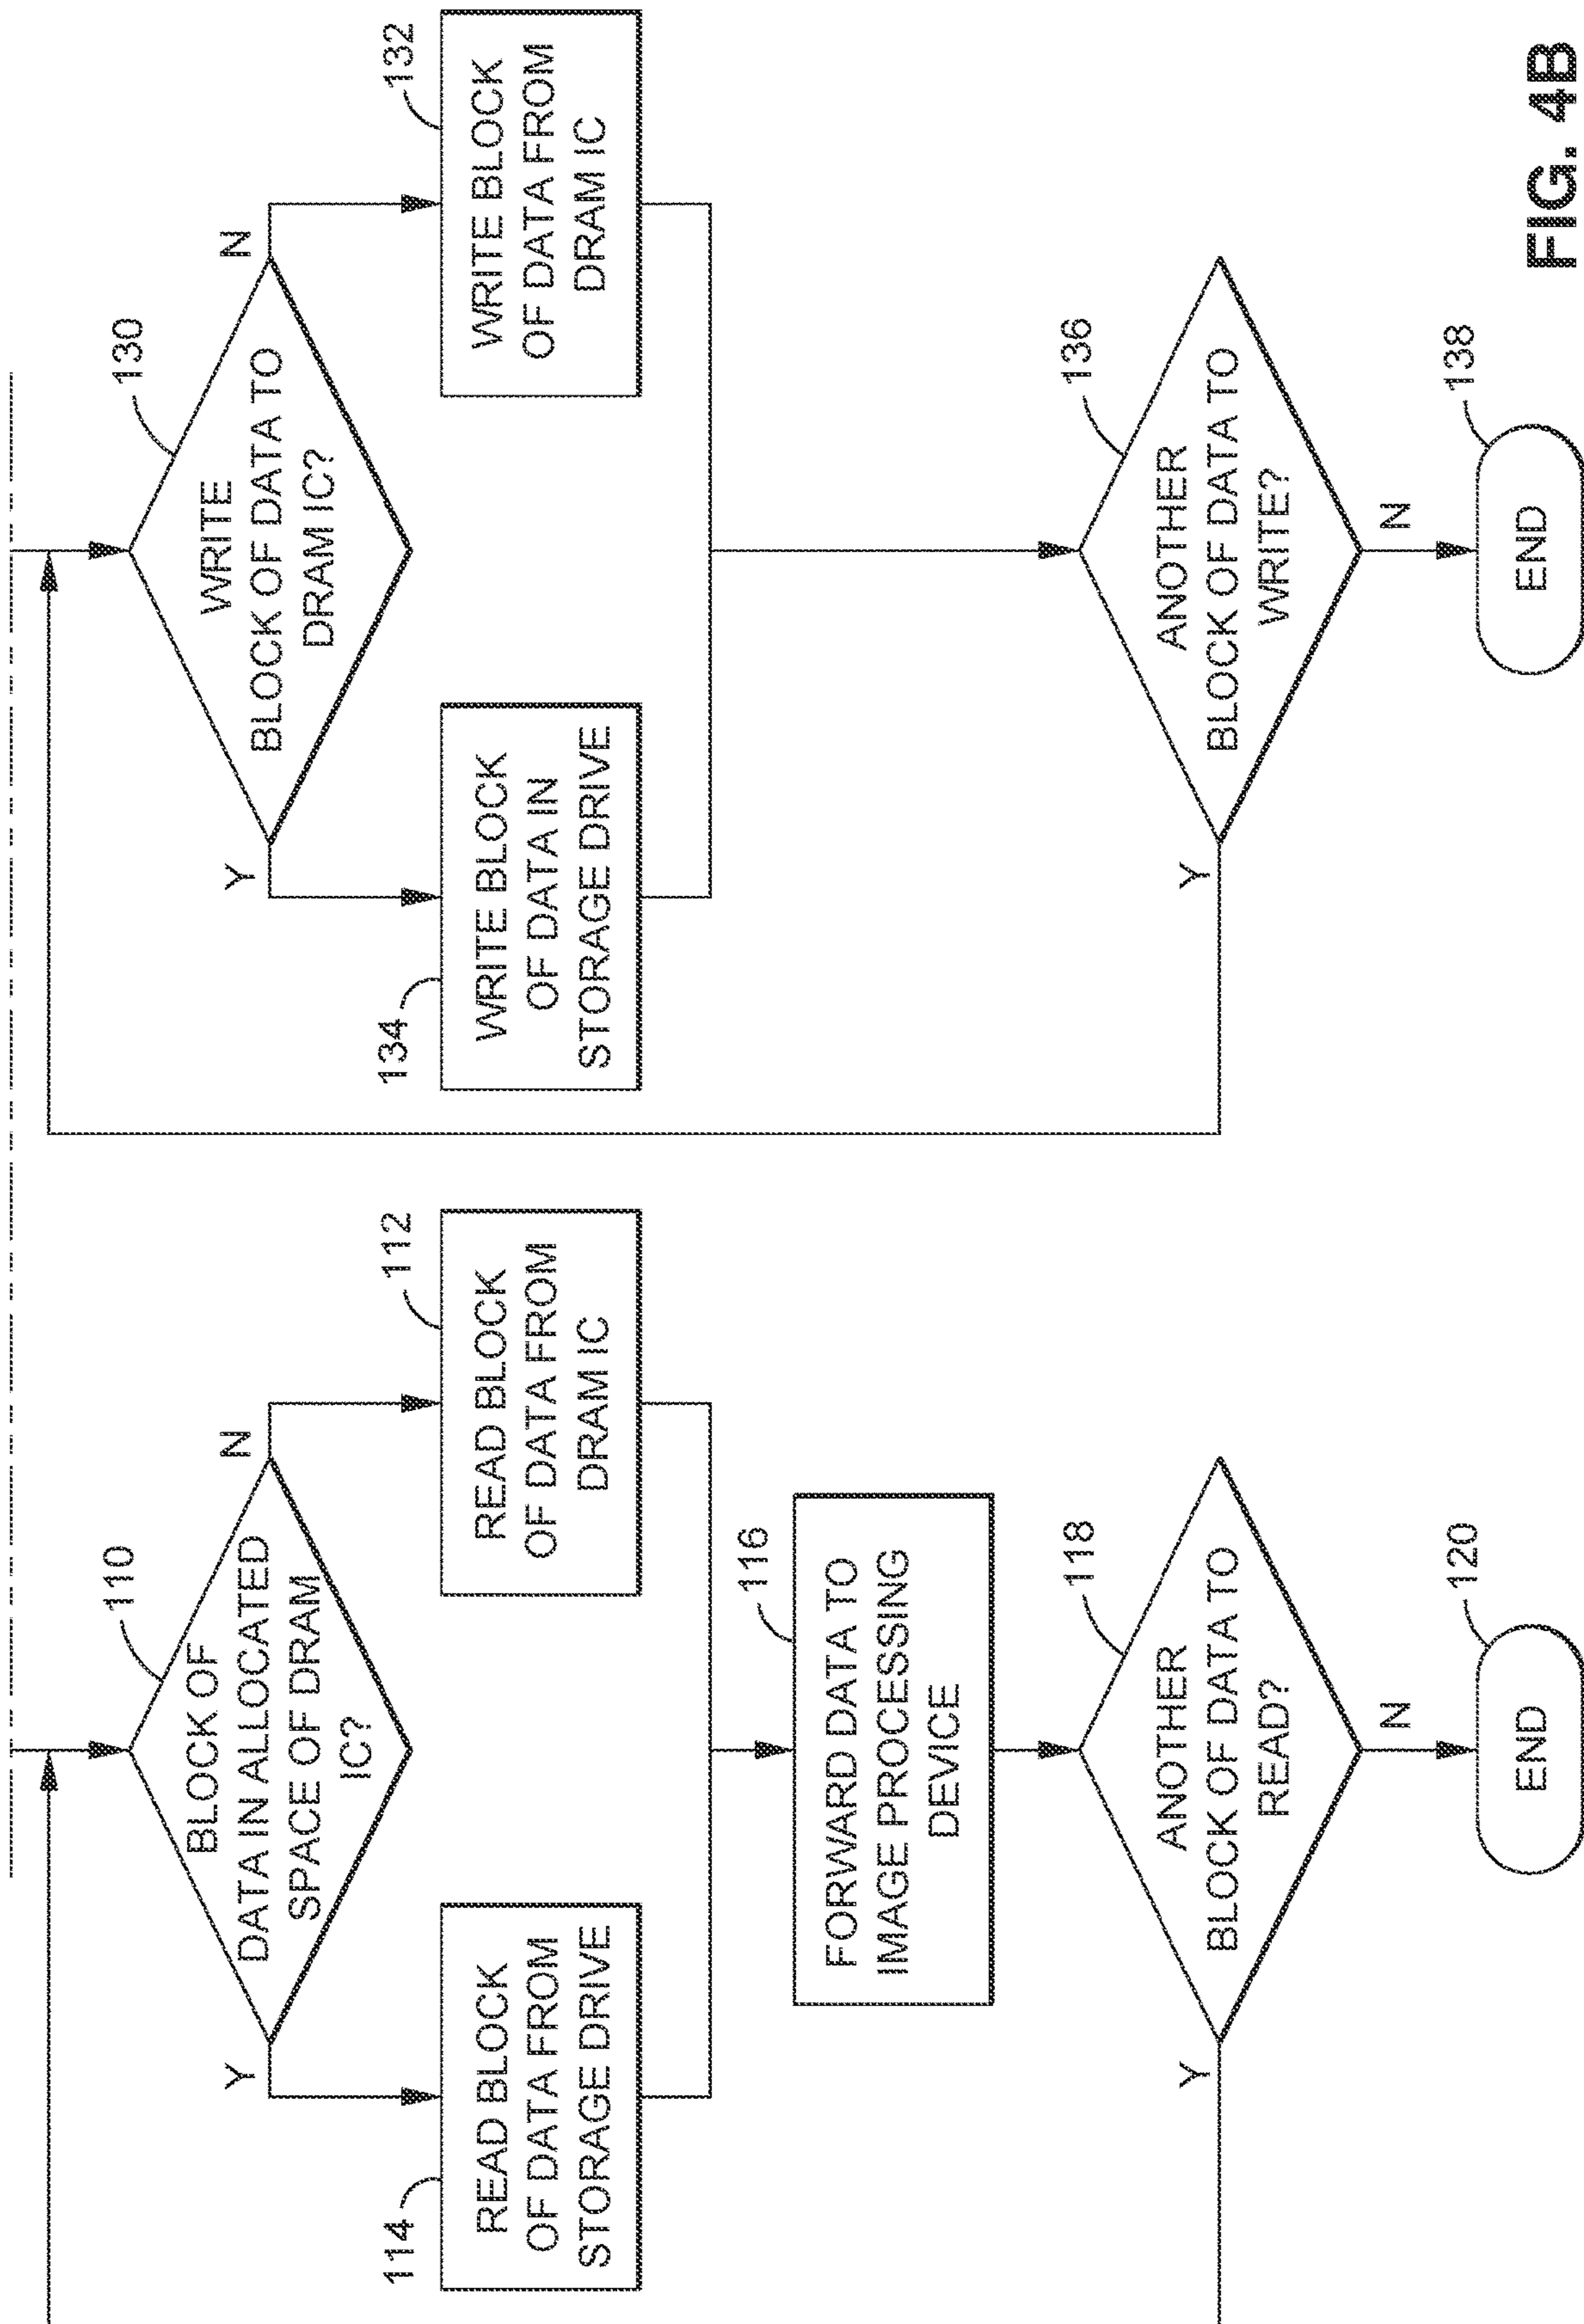 110
BLOCK OF
DATA IN ALLOCATED
SPACE OF DRAM
IC?
Y
N
114
READ BLOCK
OF DATA FROM
STORAGE DRIVE
112
READ BLOCK
OF DATA FROM
DRAM IC
116
FORWARD DATA TO
IMAGE PROCESSING
DEVICE
118
ANOTHER
BLOCK OF DATA TO
READ?
Y
N
120
END
130
WRITE
BLOCK OF DATA TO
DRAM IC?
Y
N
134
WRITE BLOCK
OF DATA IN
STORAGE DRIVE
132
WRITE BLOCK
OF DATA FROM
DRAM IC
136
ANOTHER
BLOCK OF DATA TO
WRITE?
Y
N
138
END
FIG. 4B